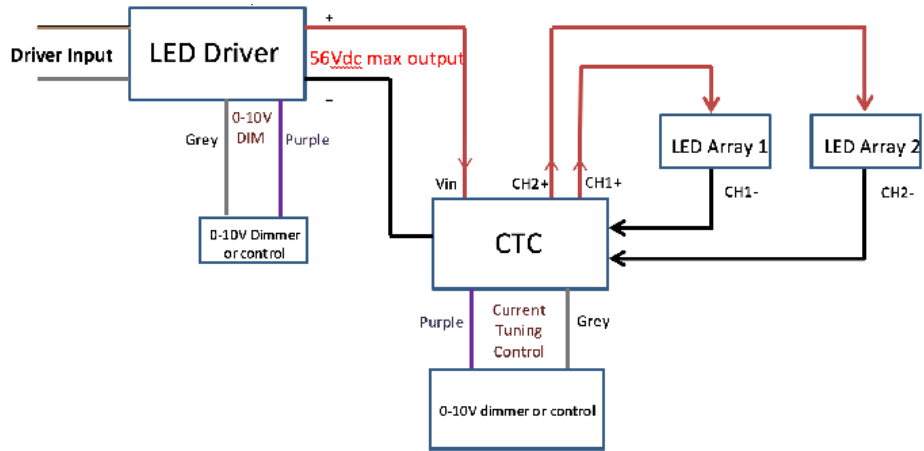 +
Driver Input
LED Driver
56Vdc max output
–
Grey
0-10V
DIM
Purple
0-10V Dimmer
or control
Vin
CH2+
CH1+
LED Array 1
LED Array 2
CH1-
CH2-
CTC
Purple
Current
Tuning
Control
Grey
0-10V dimmer or control